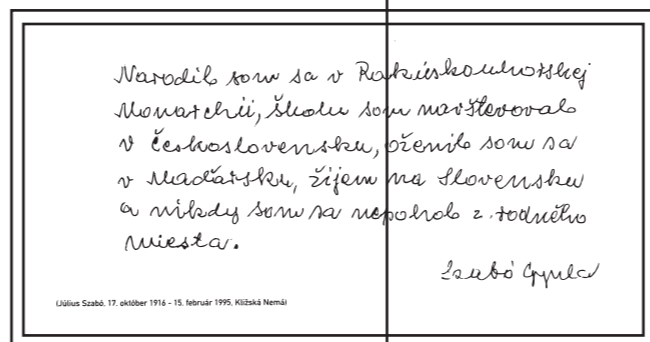 Narodil som sa v Rakúskouhorskej
Monarchii, školu som navštevoval
v Československu, oženil som sa
v Maďarsku, žijem na Slovensku
a nikdy som sa nepohol z rodného
miesta.
Szabó Gyula
(Július Szabó, 17. október 1916 - 15. február 1995, Kližská Nemá)